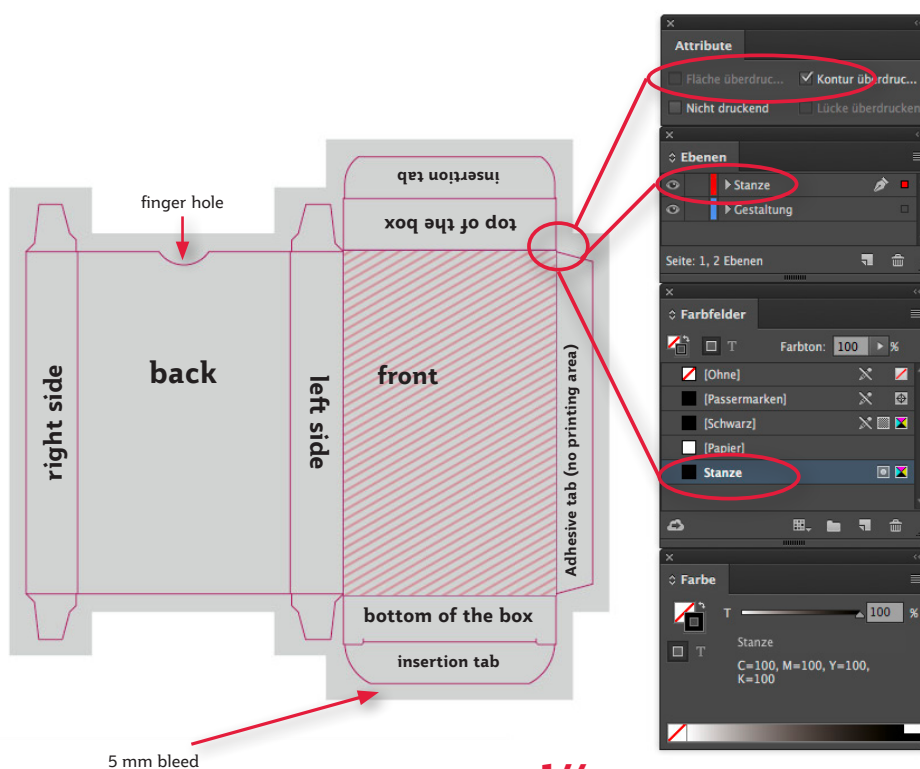 insertion tab
top of the box
finger hole
right side
back
left side
front
Adhesive tab (no printing area)
bottom of the box
insertion tab
5 mm bleed
Attribute
Fläche überdruc...
Kontur überdruc...
Nicht druckend
Lücke überdrucken
Ebenen
Stanze
Gestaltung
Seite: 1, 2 Ebenen
Farbfelder
T
Farbton: 100 %
[Ohne]
[Passermarken]
[Schwarz]
[Papier]
Stanze
Farbe
T 100 %
Stanze
T
C=100, M=100, Y=100,
K=100